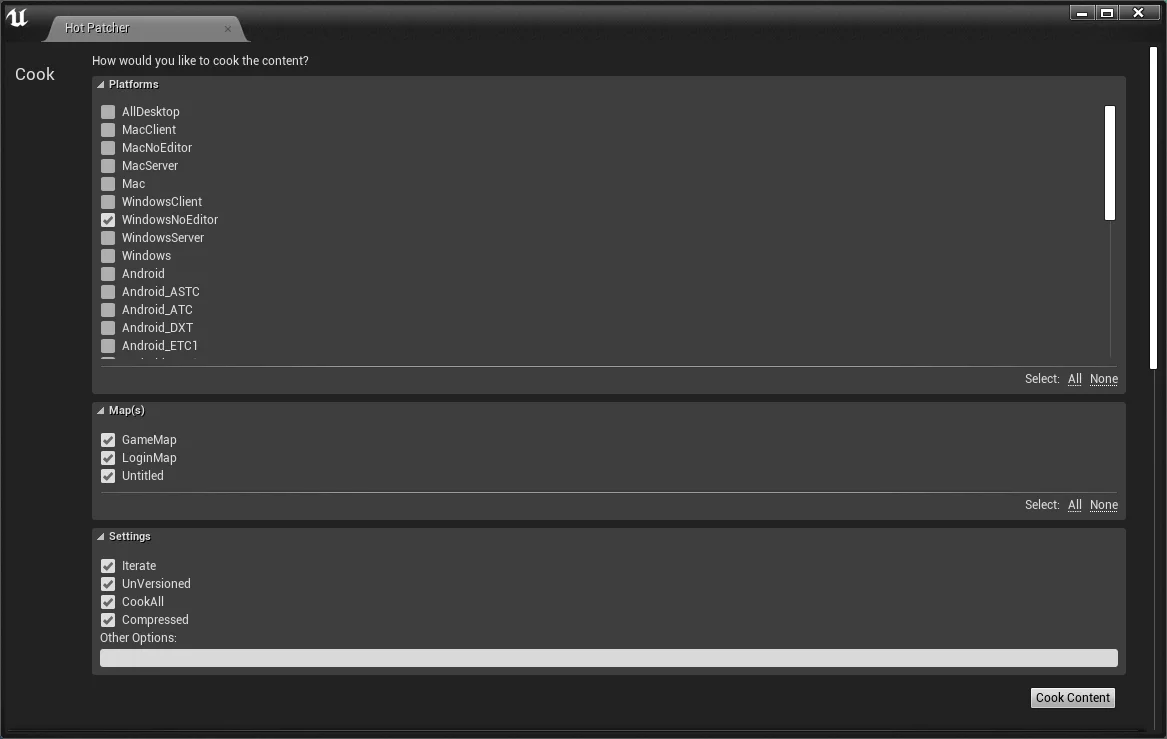 Hot Patcher
Cook
How would you like to cook the content?
Platforms
AllDesktop
MacClient
MacNoEditor
MacServer
Mac
WindowsClient
WindowsNoEditor
WindowsServer
Windows
Android
Android_ASTC
Android_ATC
Android_DXT
Android_ETC1
Select: All None
Map(s)
GameMap
LoginMap
Untitled
Select: All None
Settings
Iterate
UnVersioned
CookAll
Compressed
Other Options:
Cook Content